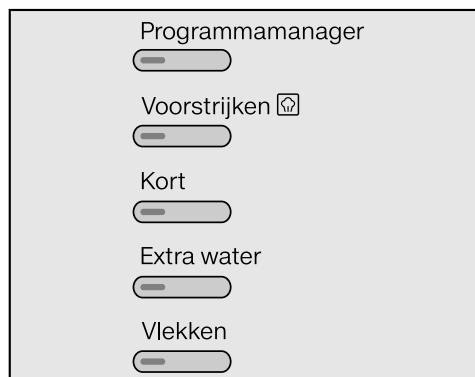 Programmamanager
Voorstrijken
Kort
Extra water
Vlekken